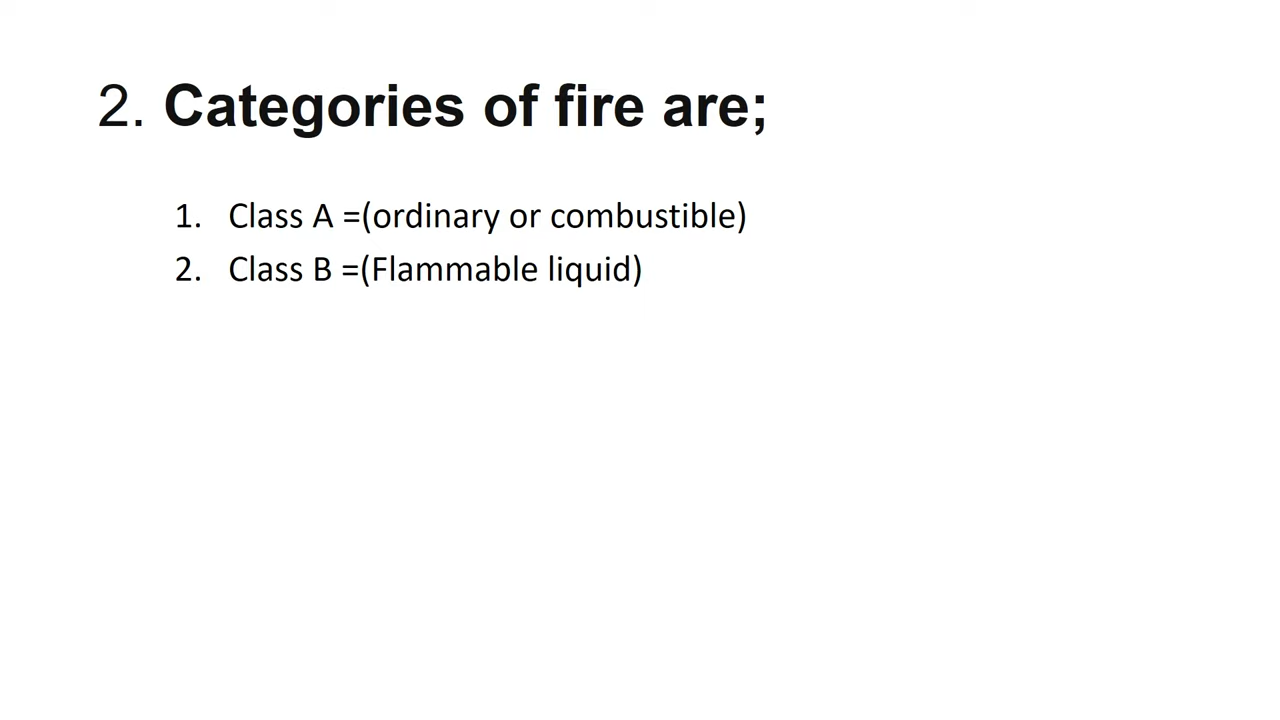 2. Categories of fire are;
1. Class A =(ordinary or combustible)
2. Class B =(Flammable liquid)